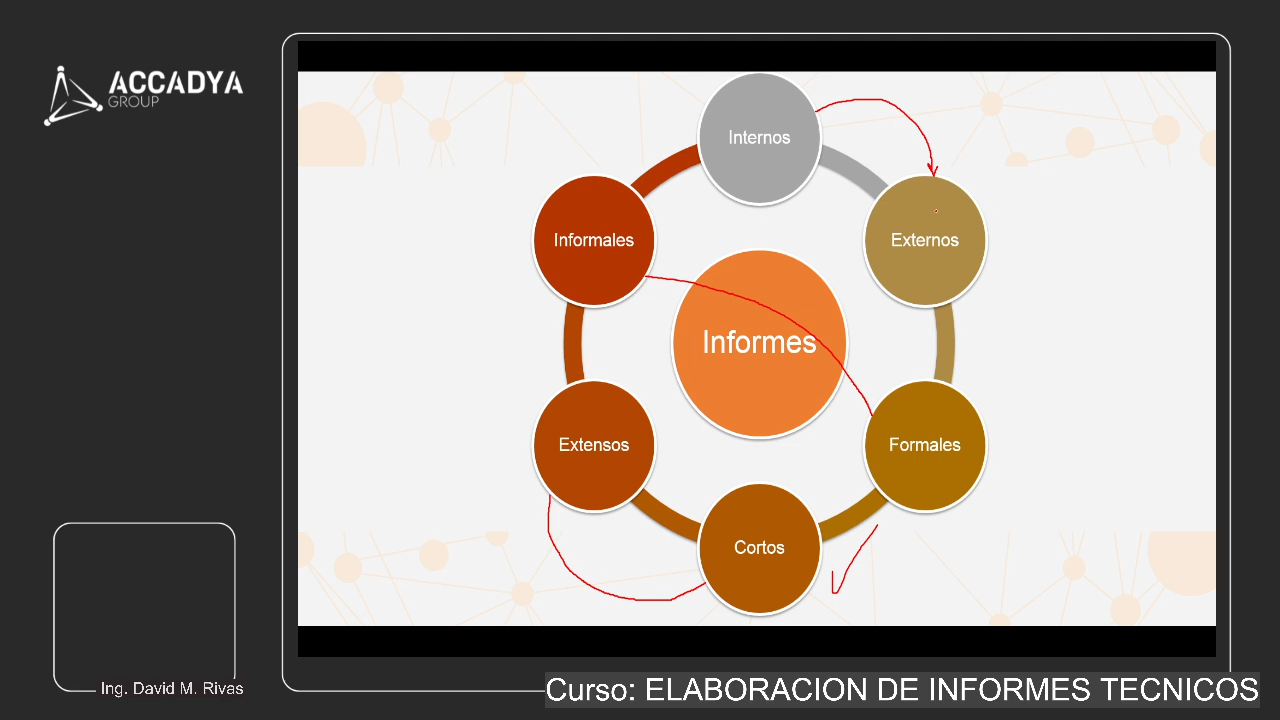 ACCADYA
GROUP
Internos
Informales
Externos
Informes
Extensos
Formales
Cortos
Ing. David M. Rivas
Curso: ELABORACION DE INFORMES TECNICOS